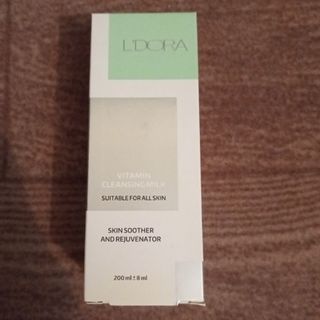 L'DORA
VITAMIN
CLEANSING MILK
SUITABLE FOR ALL SKIN
SKIN SOOTHER
AND REJUVENATOR
200 ml ± 8 ml